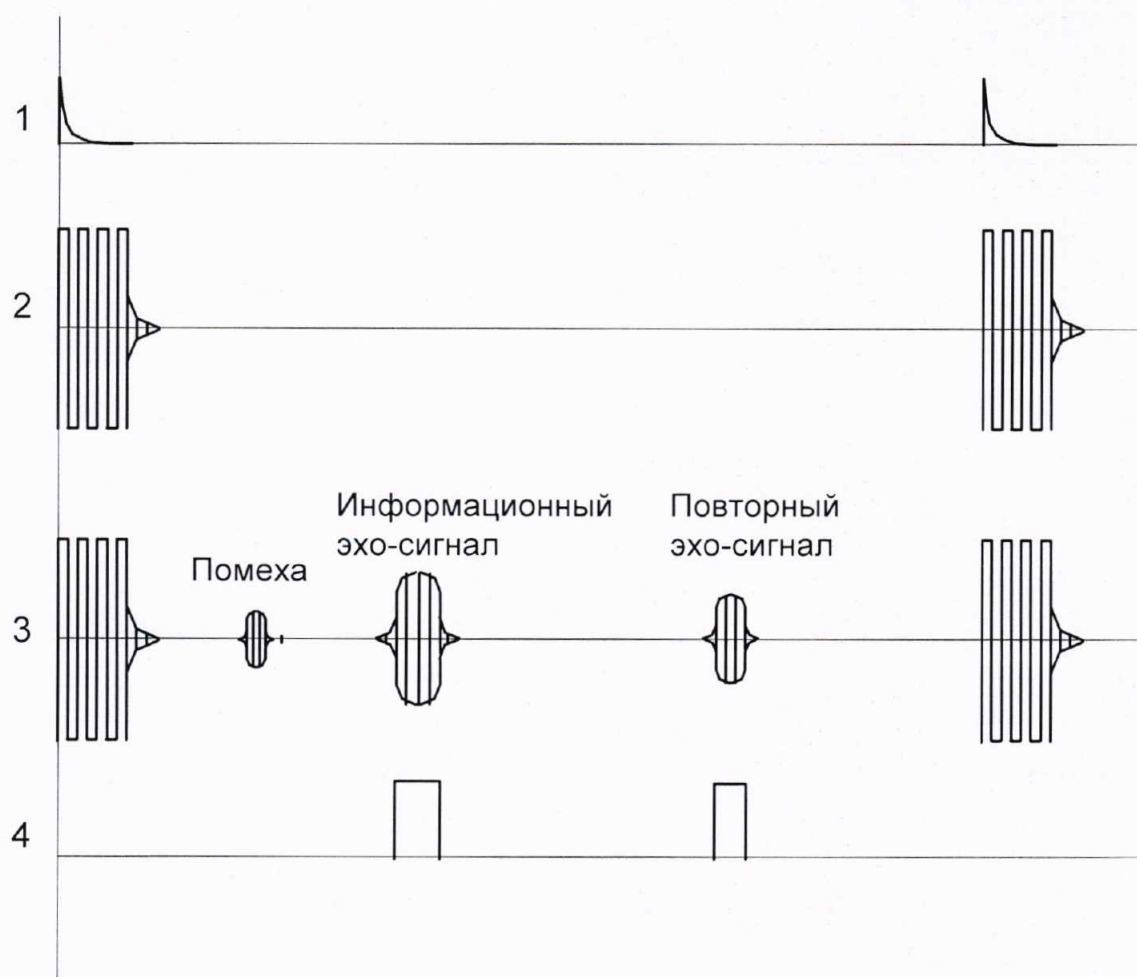 1
2
Информационный
эхо-сигнал
Повторный
эхо-сигнал
Помеха
3
4